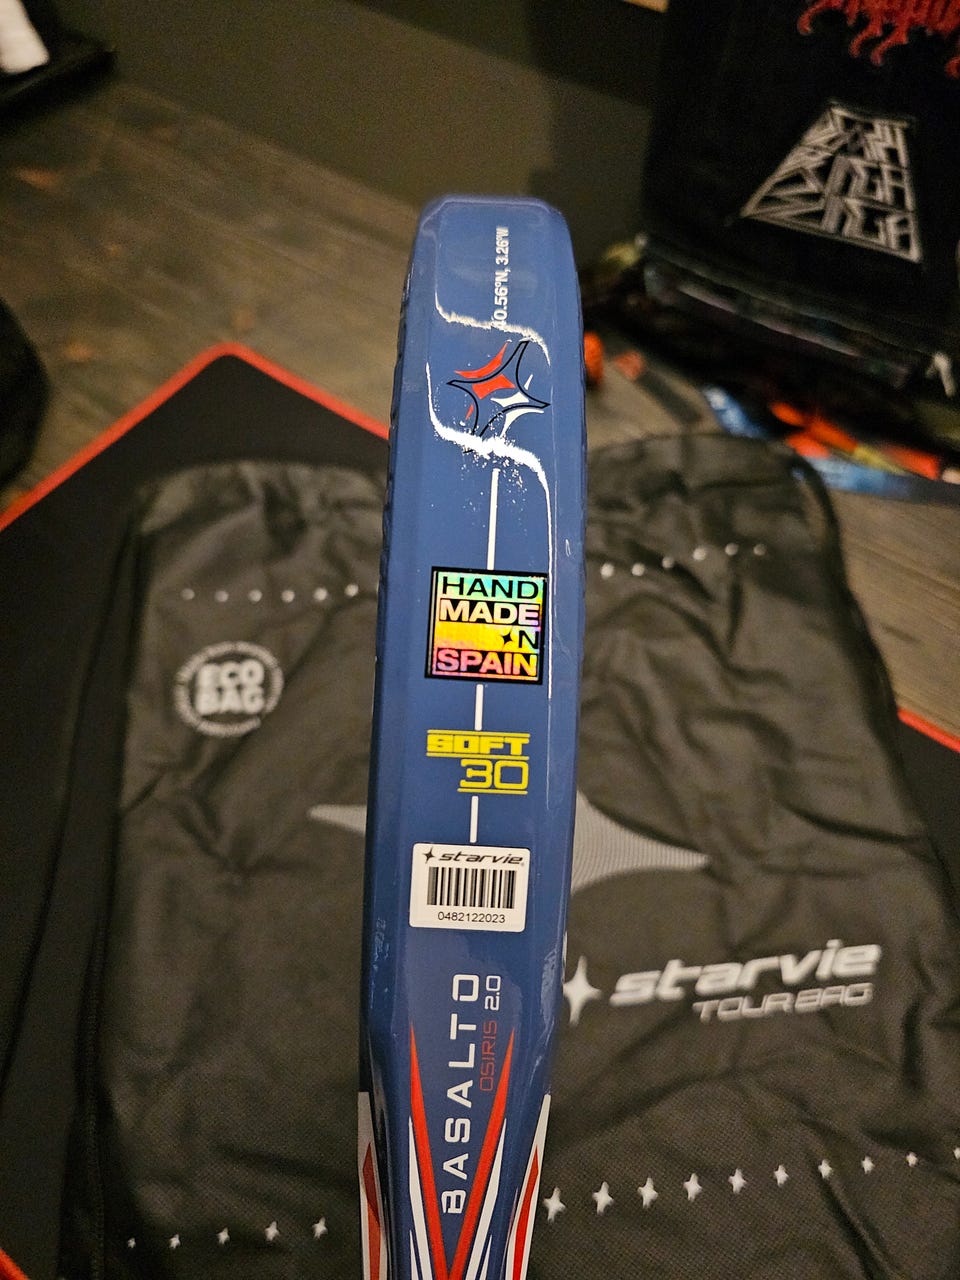 40.56°N, 3.26°W
HAND
MADE
IN
SPAIN
SOFT
30
starvie
0482122023
BASALTO
OSIRIS 2.0
ECO
BAG
starvie
TOUR BAG